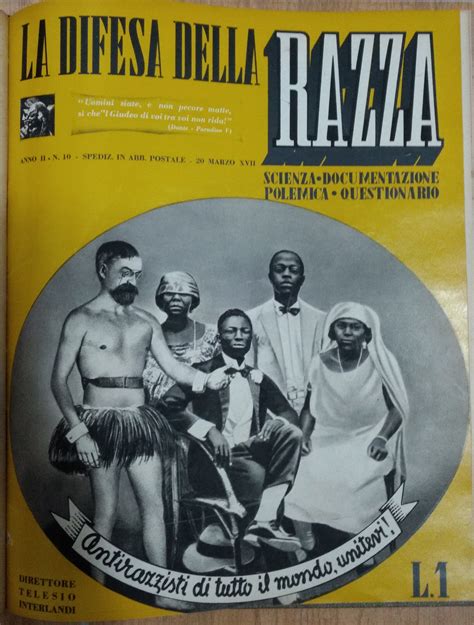 LA DIFESA DELLA
RAZZA
"Uomini siate, e non pecore matte,
sì che 'l Giudeo di voi tra voi non rida!"
(Dante - Paradiso V)
ANNO II - N. 10 - SPEDIZ. IN ABB. POSTALE - 20 MARZO XVII
SCIENZA·DOCUMENTAZIONE
POLEMICA·QUESTIONARIO
Antirazzisti di tutto il mondo, unitevi!
DIRETTORE
TELESIO
INTERLANDI
L.1